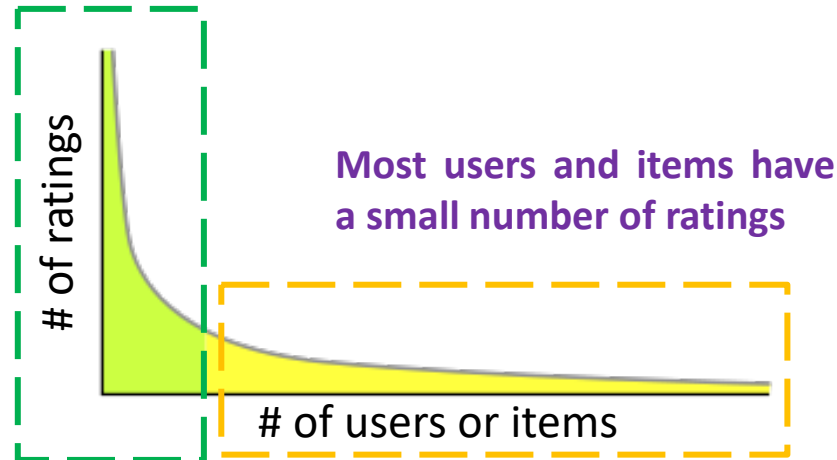 # of ratings
Most users and items have
a small number of ratings
# of users or items